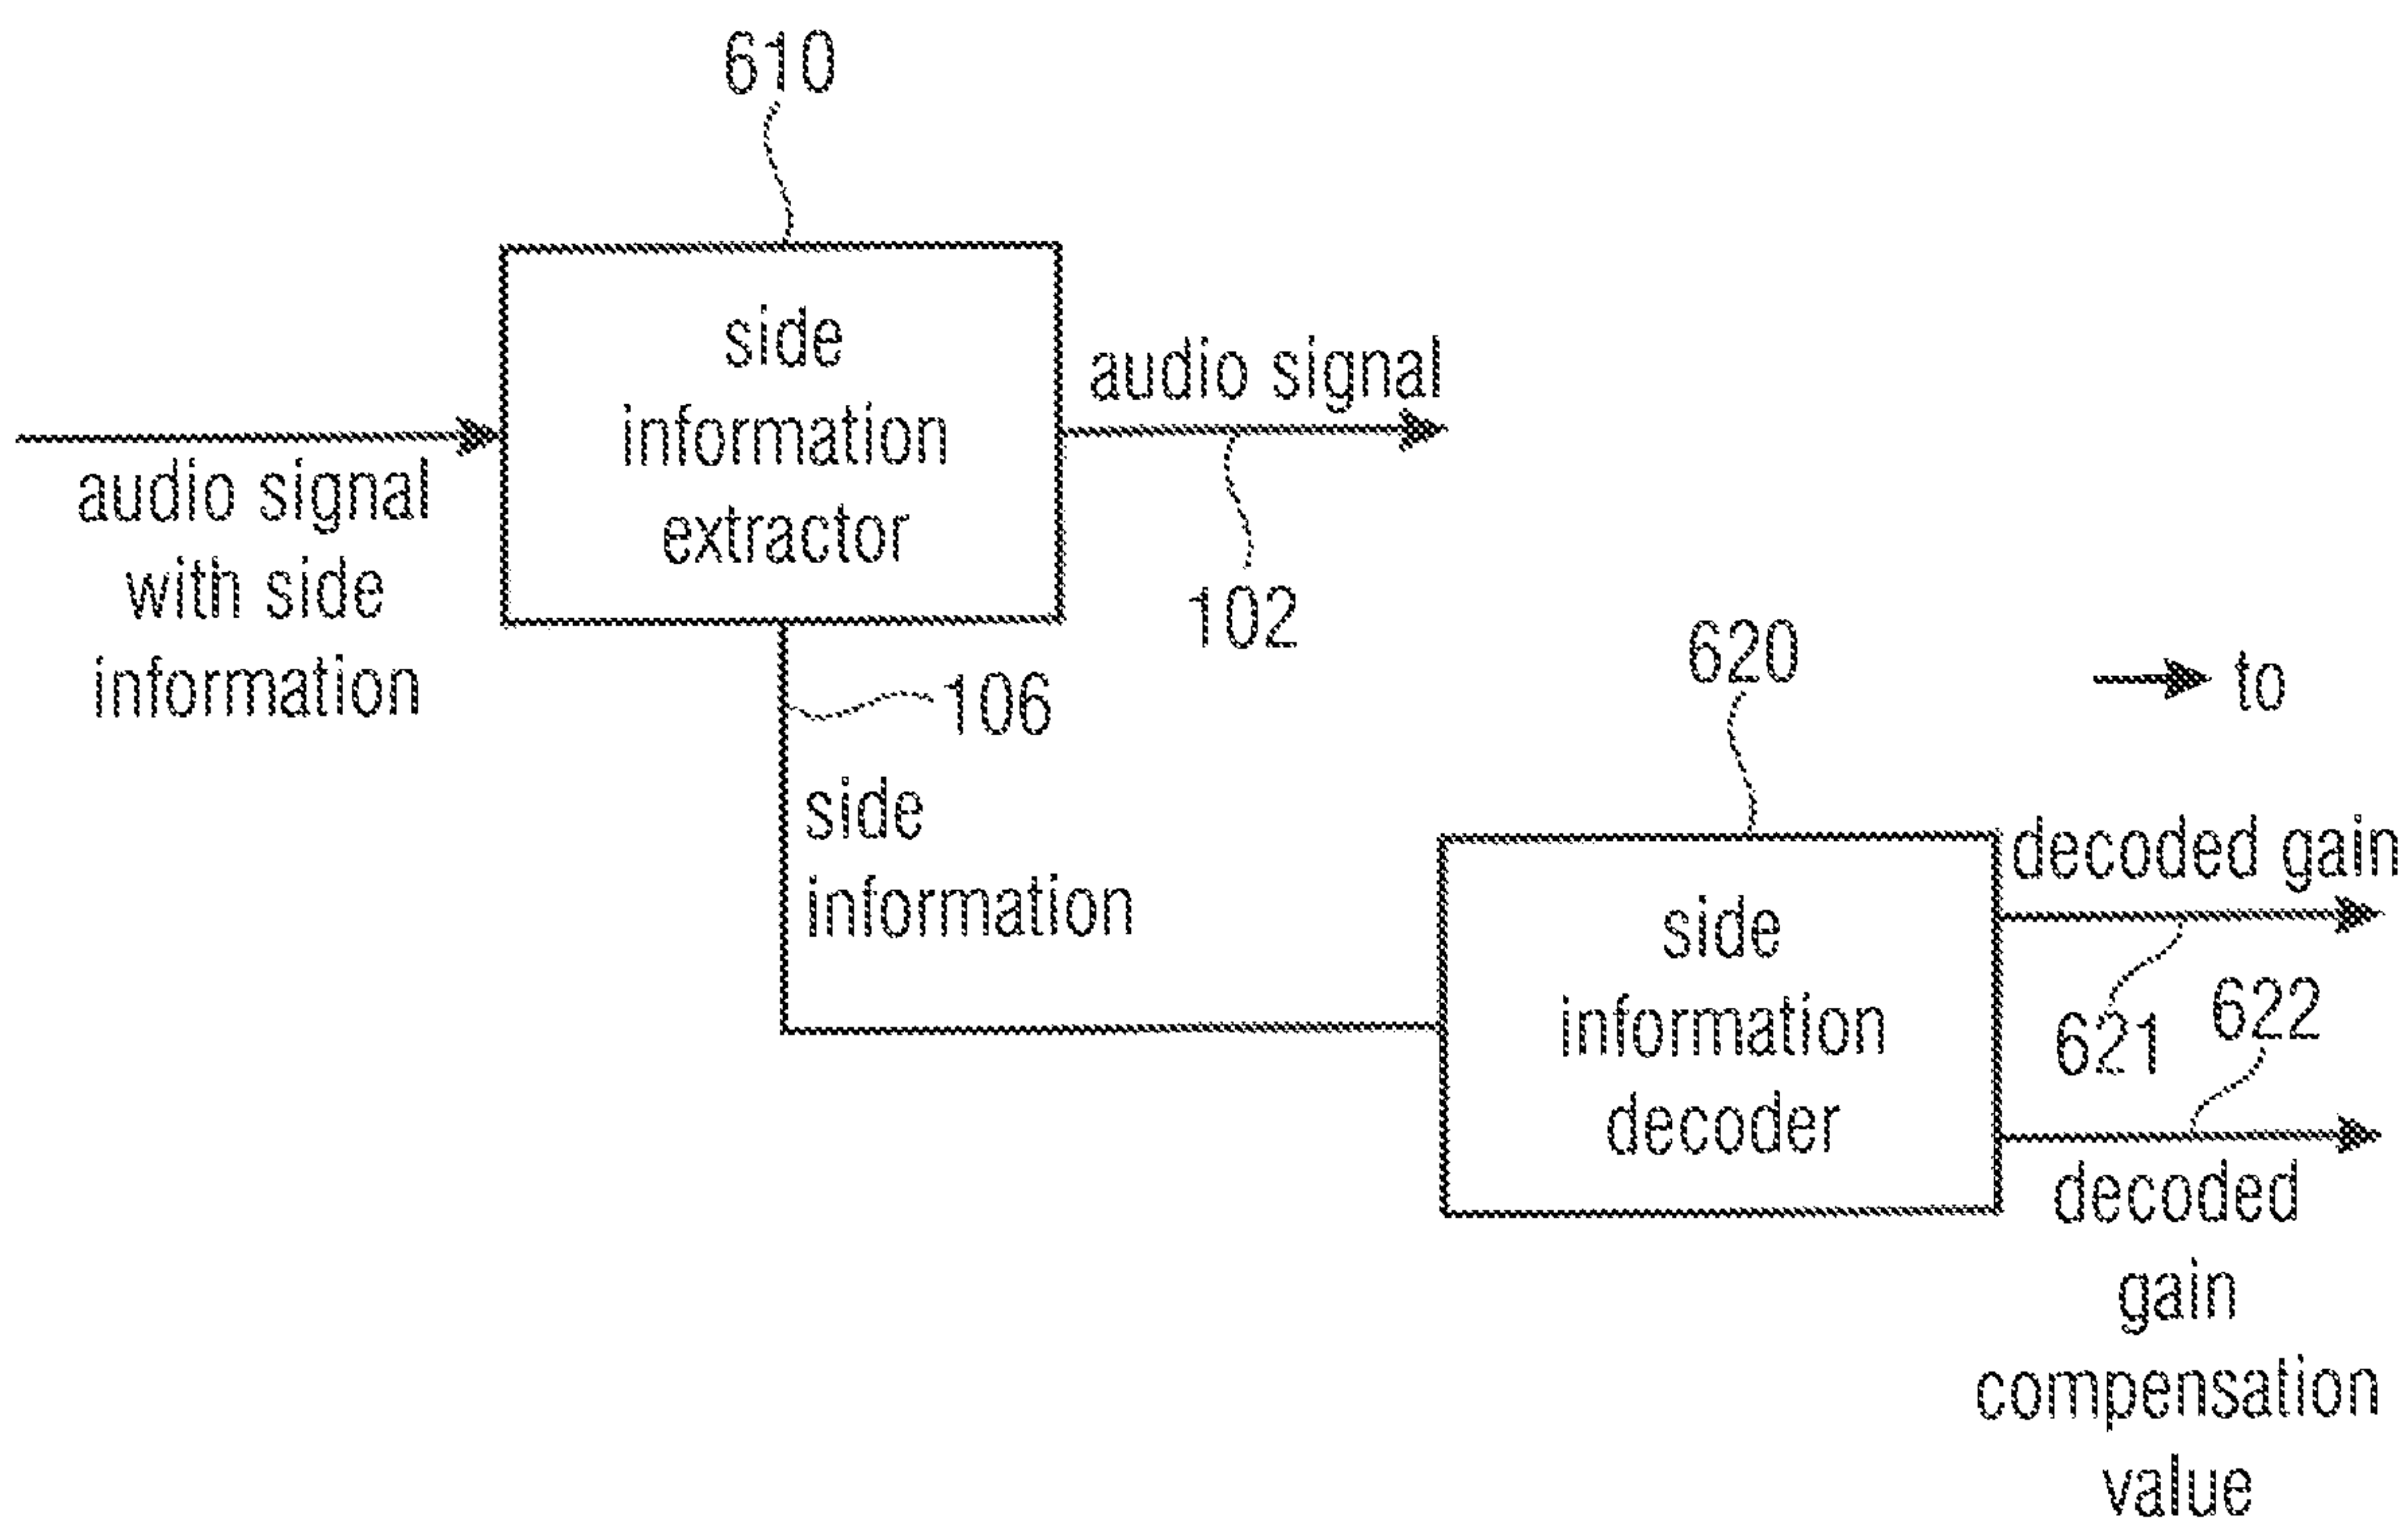 610
side
information
extractor
audio signal
audio signal
with side
information
102
106
side
information
620
to
side
information
decoder
decoded gain
621
622
decoded
gain
compensation
value